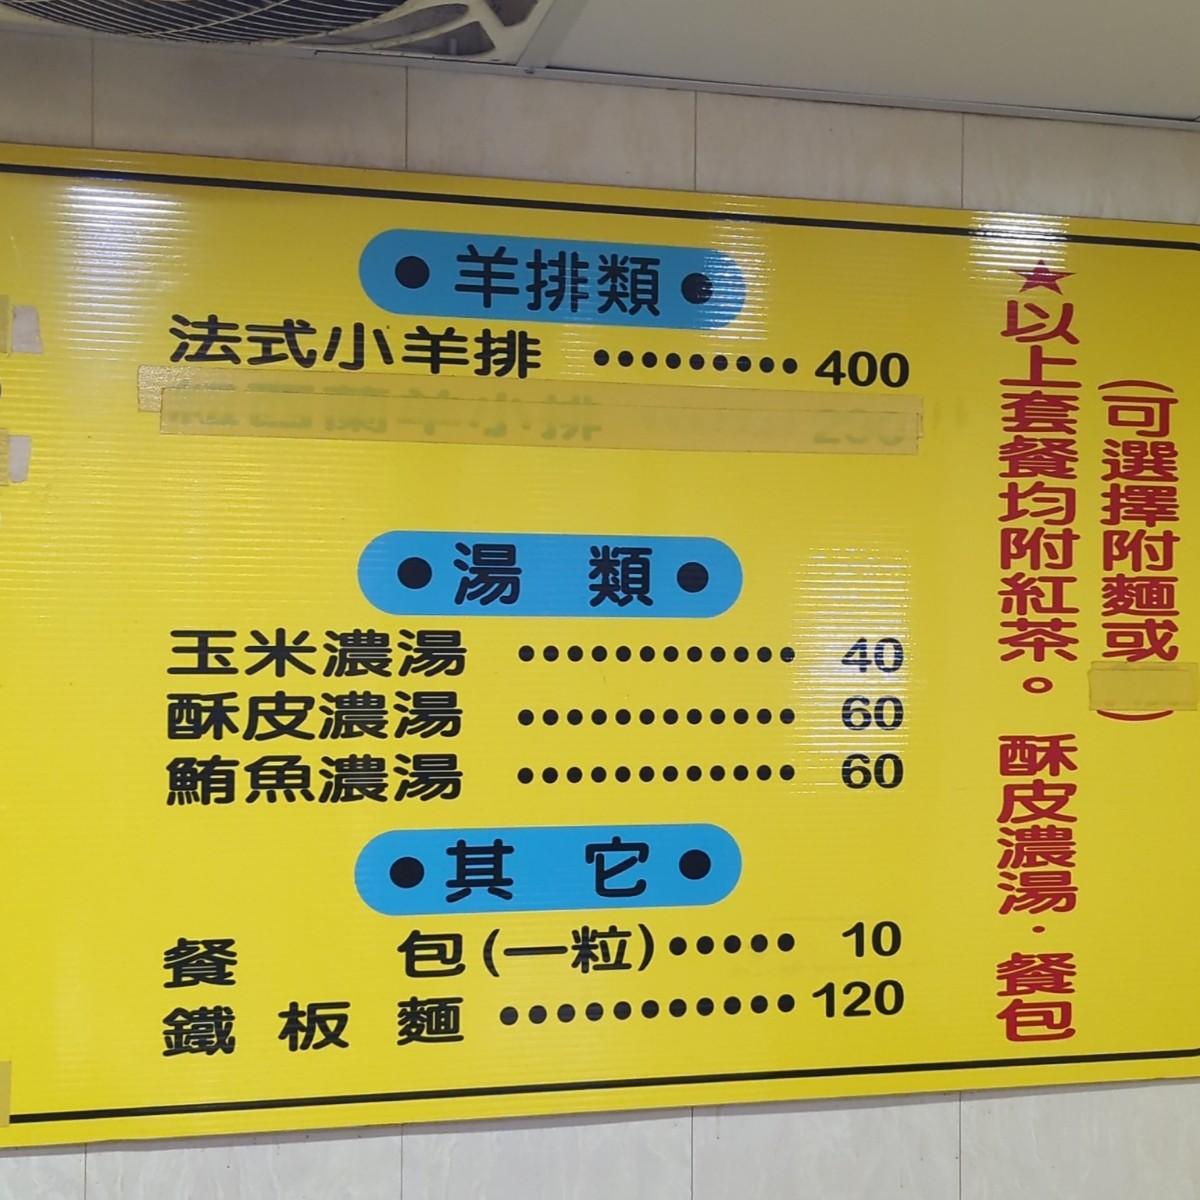 ● 羊排類 ●
法式小羊排 ●●●●●●●●● 400
● 湯 類 ●
玉米濃湯 ●●●●●●●●●●●● 40
酥皮濃湯 ●●●●●●●●●●●● 60
鮪魚濃湯 ●●●●●●●●●●●● 60
● 其 它 ●
餐 包(一粒)●●●●● 10
鐵 板 麵 ●●●●●●●●●●● 120
(可選擇附麵或)
★以上套餐均附紅茶。 酥皮濃湯·餐包